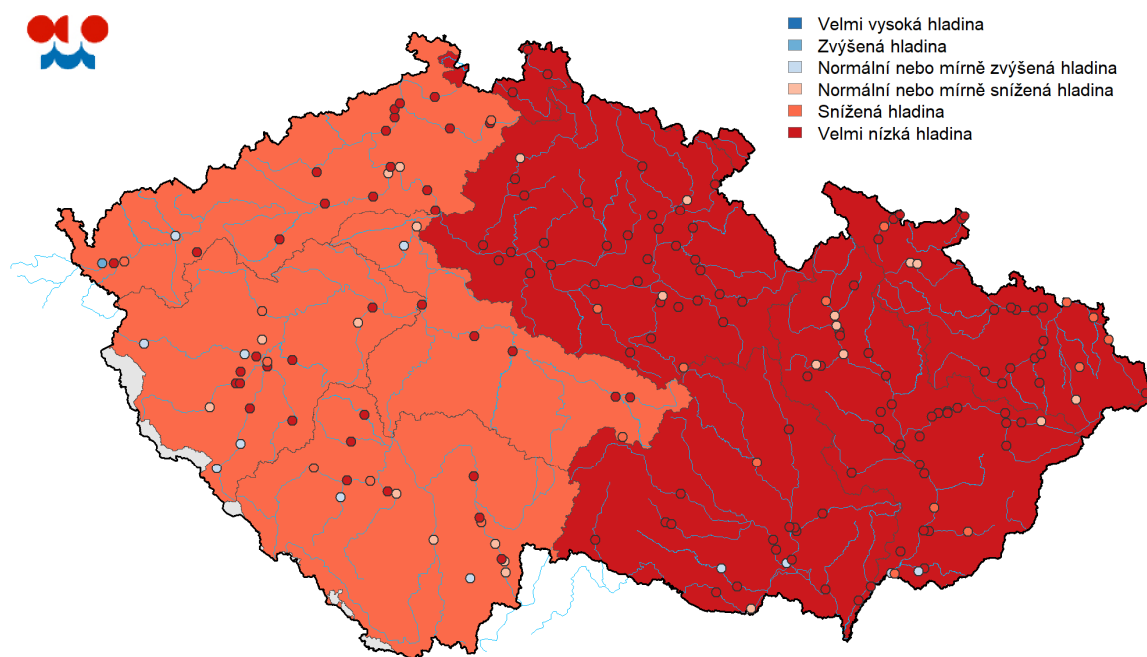 Velmi vysoká hladina
Zvýšená hladina
Normální nebo mírně zvýšená hladina
Normální nebo mírně snížená hladina
Snížená hladina
Velmi nízká hladina